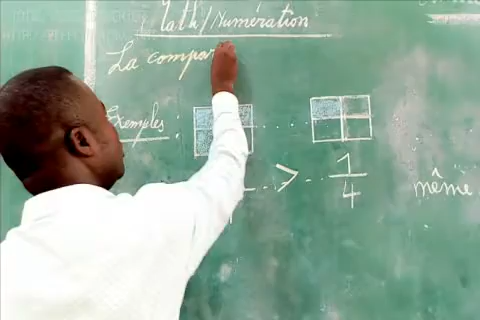 Math/Numération
La compar
Exemples :
> 1/4 même